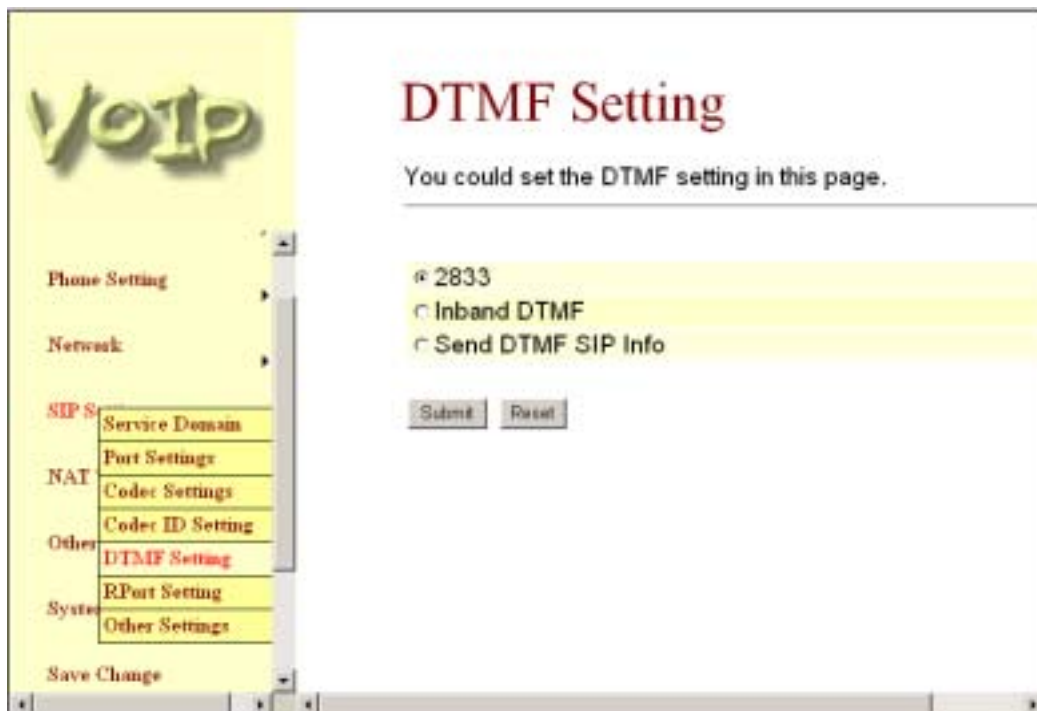 VOIP
Phone Setting
Network
SIP
NAT
Other
Save Change
Service Domain
Port Settings
Codec Settings
Codec ID Setting
DTMF Setting
RPort Setting
Other Settings
DTMF Setting
You could set the DTMF setting in this page.
2833
Inband DTMF
Send DTMF SIP Info
Submit Reset